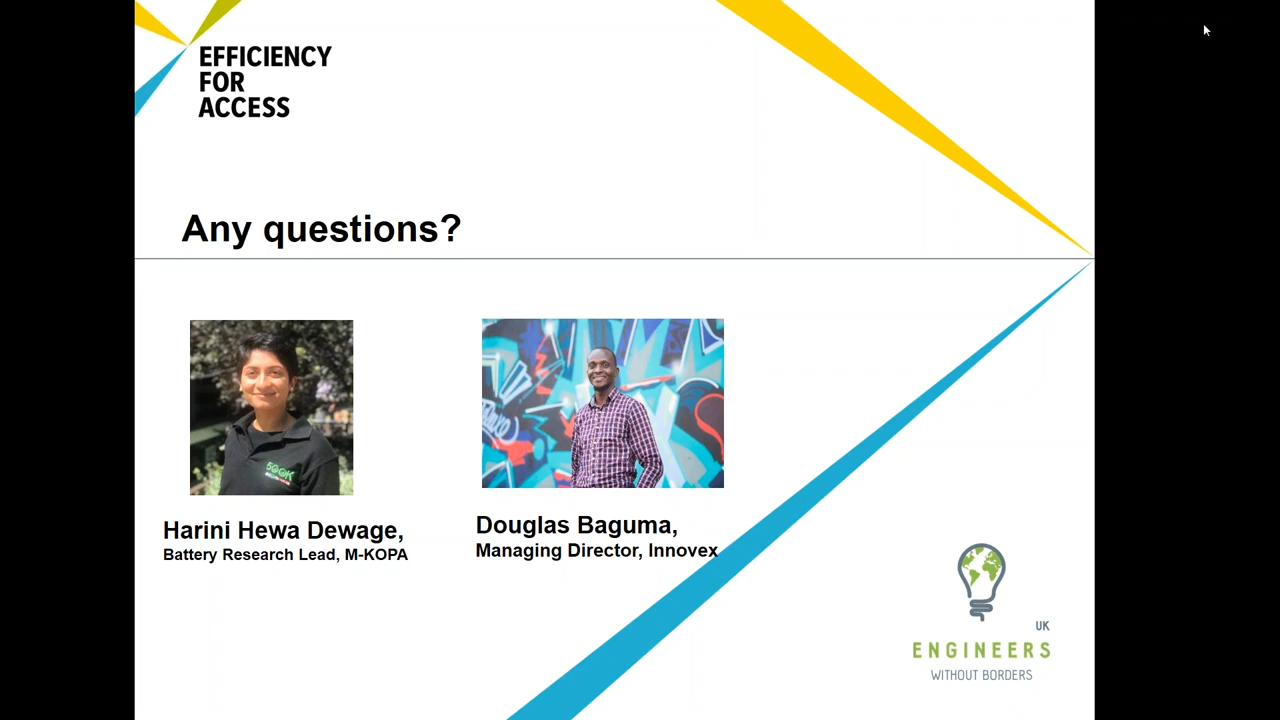 EFFICIENCY
FOR
ACCESS
Any questions?
Harini Hewa Dewage,
Battery Research Lead, M-KOPA
Douglas Baguma,
Managing Director, Innovex
UK
ENGINEERS
WITHOUT BORDERS